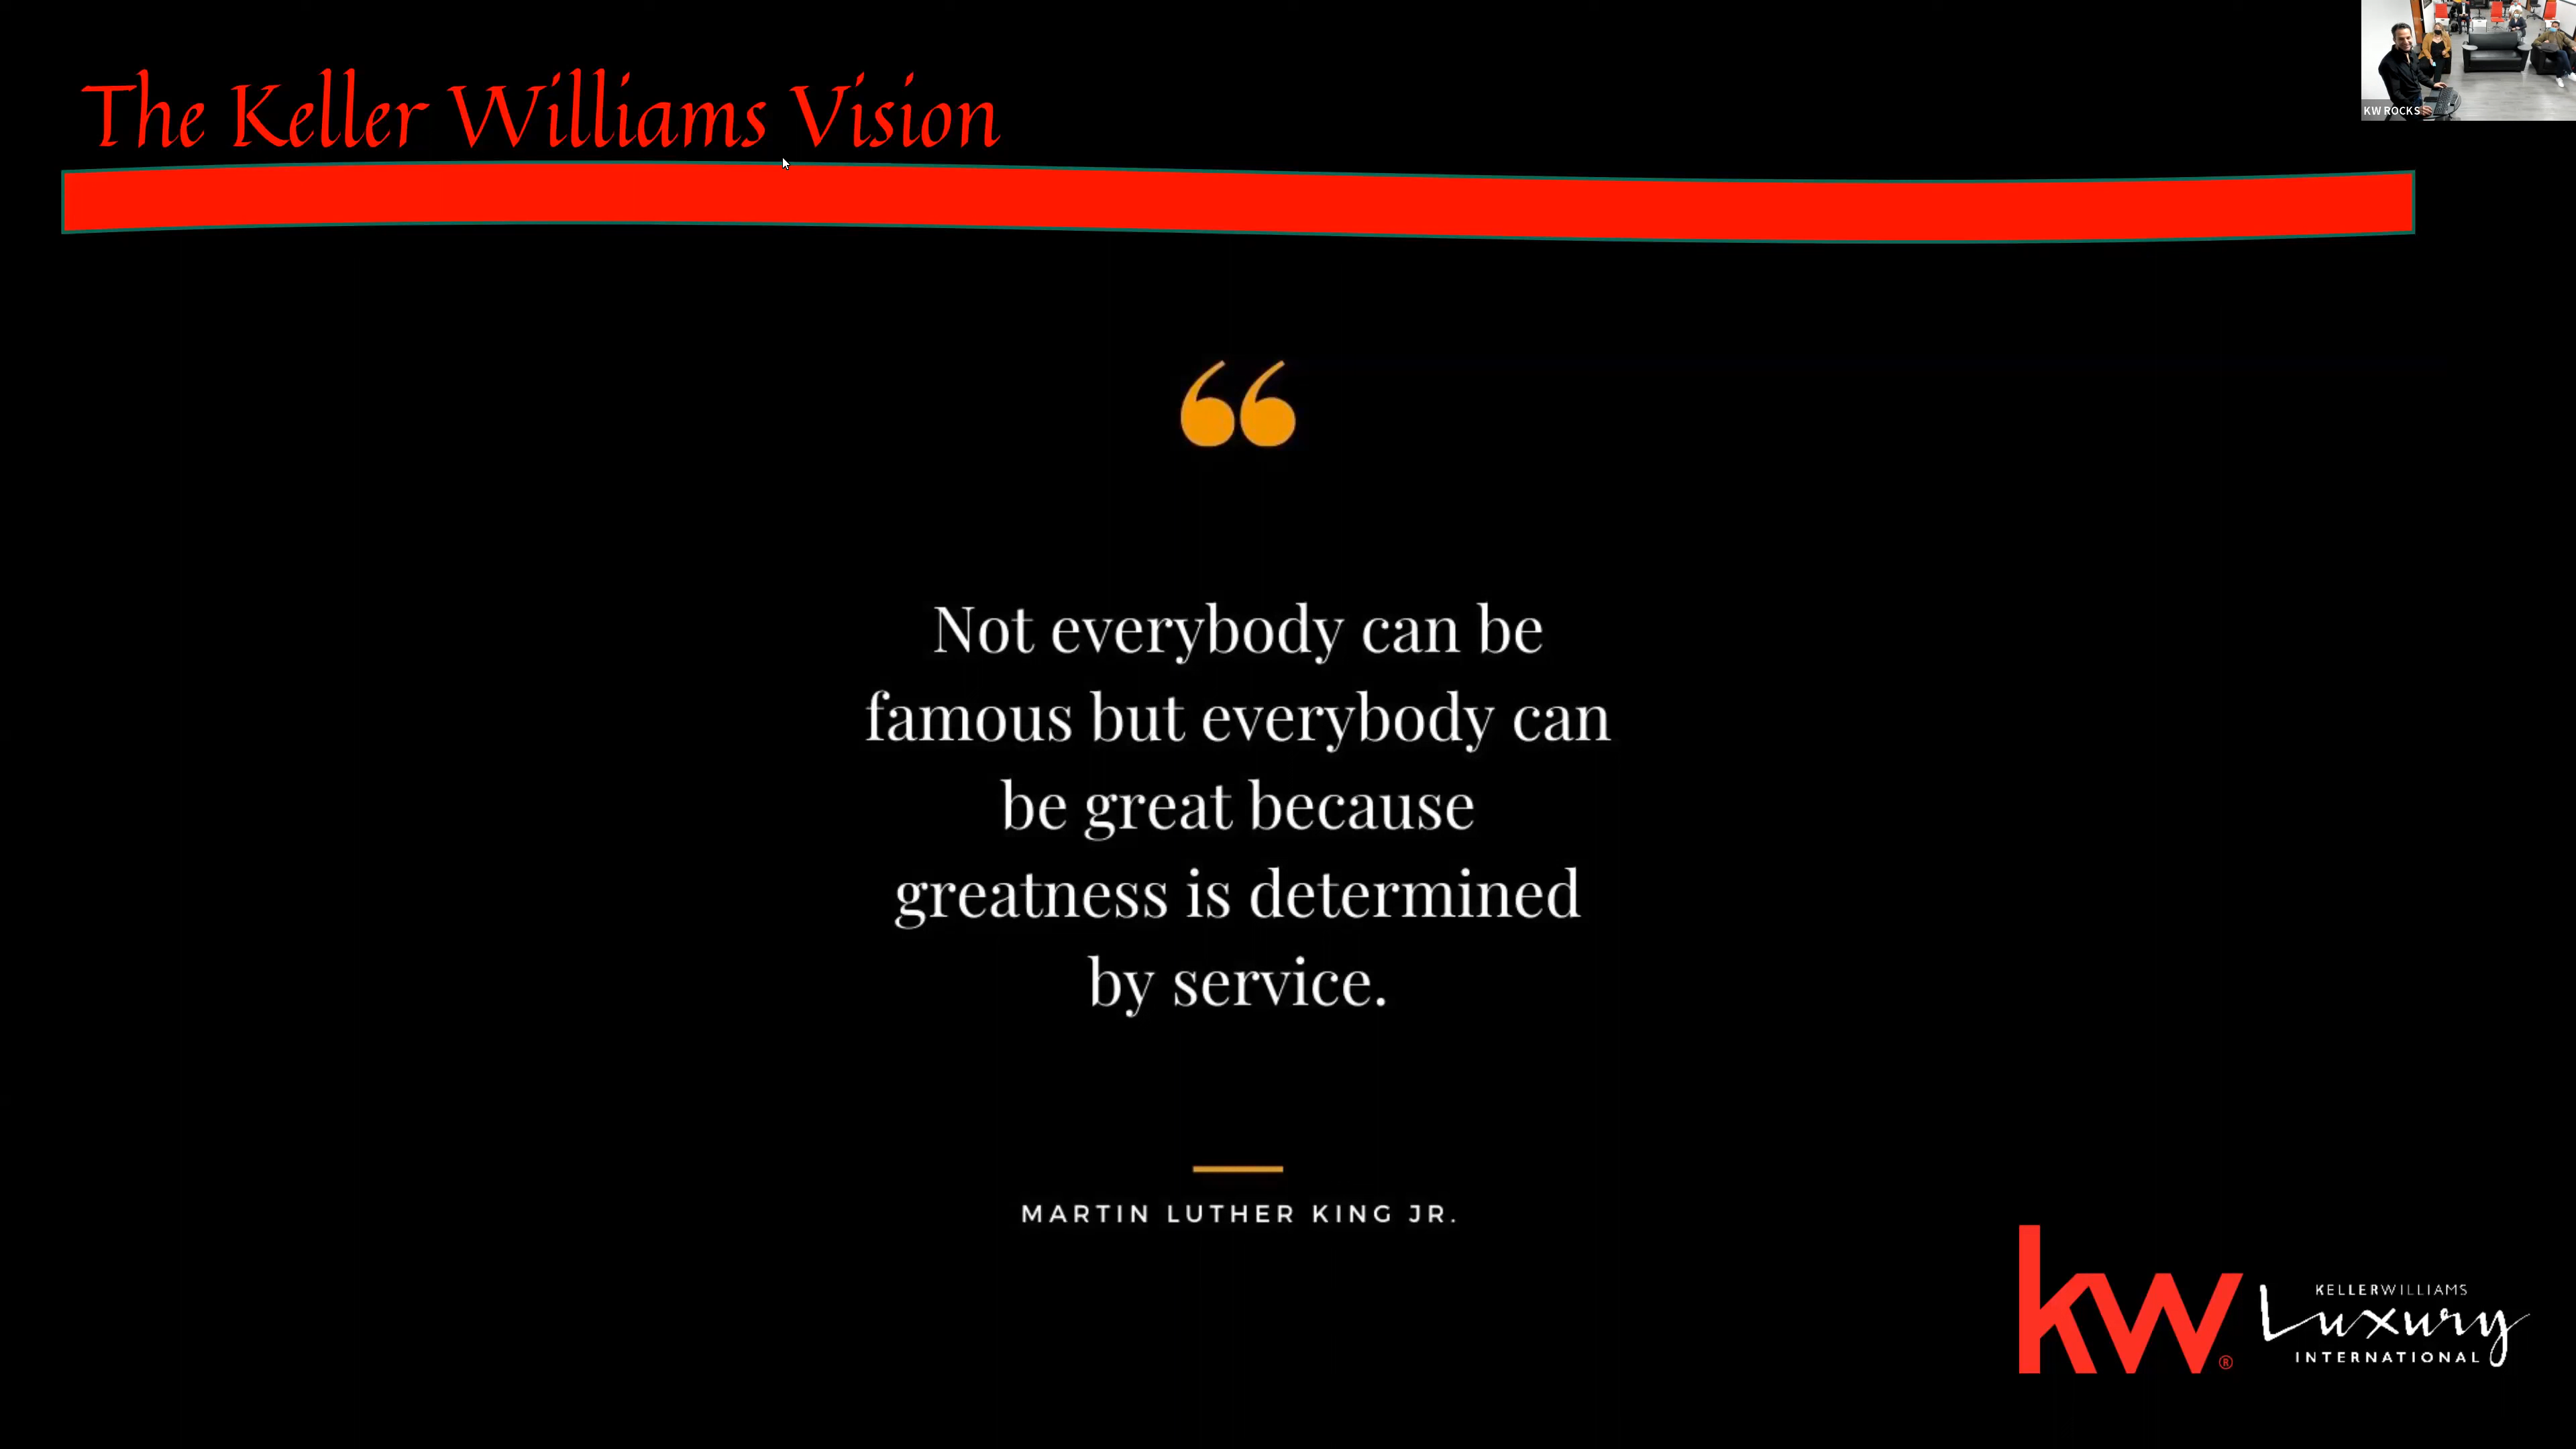 The Keller Williams Vision
KW ROCKS
“
Not everybody can be
famous but everybody can
be great because
greatness is determined
by service.
MARTIN LUTHER KING JR.
kw®
KELLERWILLIAMS
Luxury
INTERNATIONAL